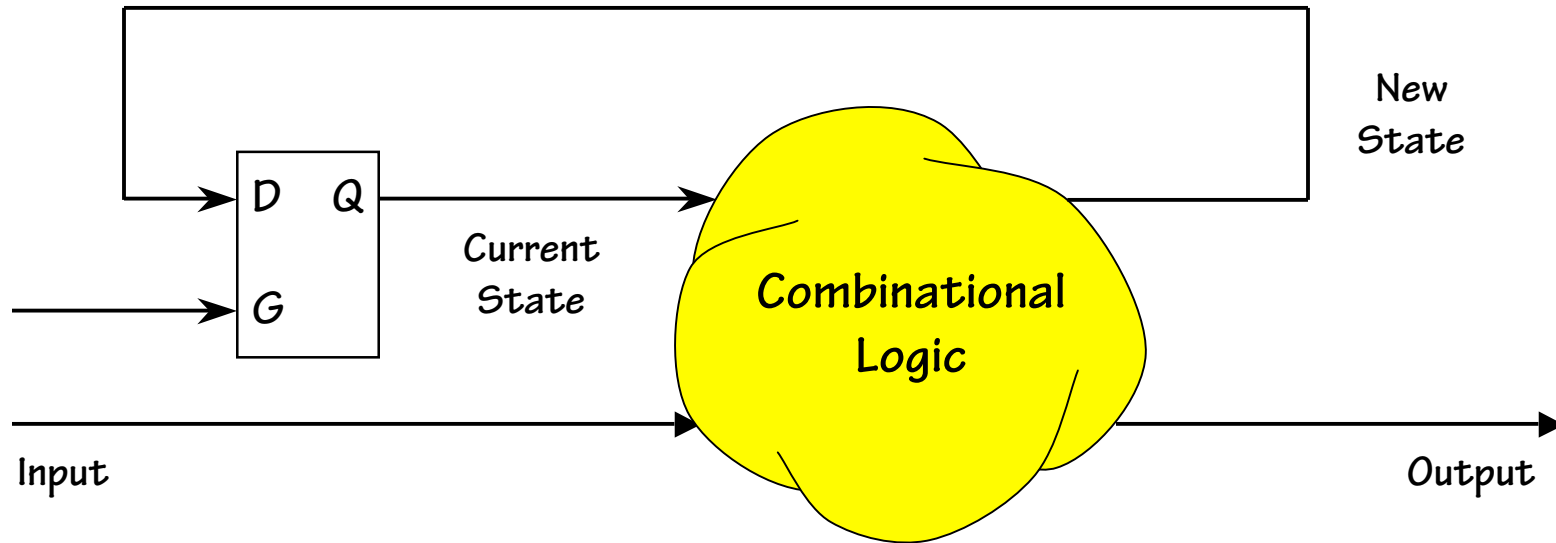 New
State
D Q
Current
State
G
Combinational
Logic
Input
Output